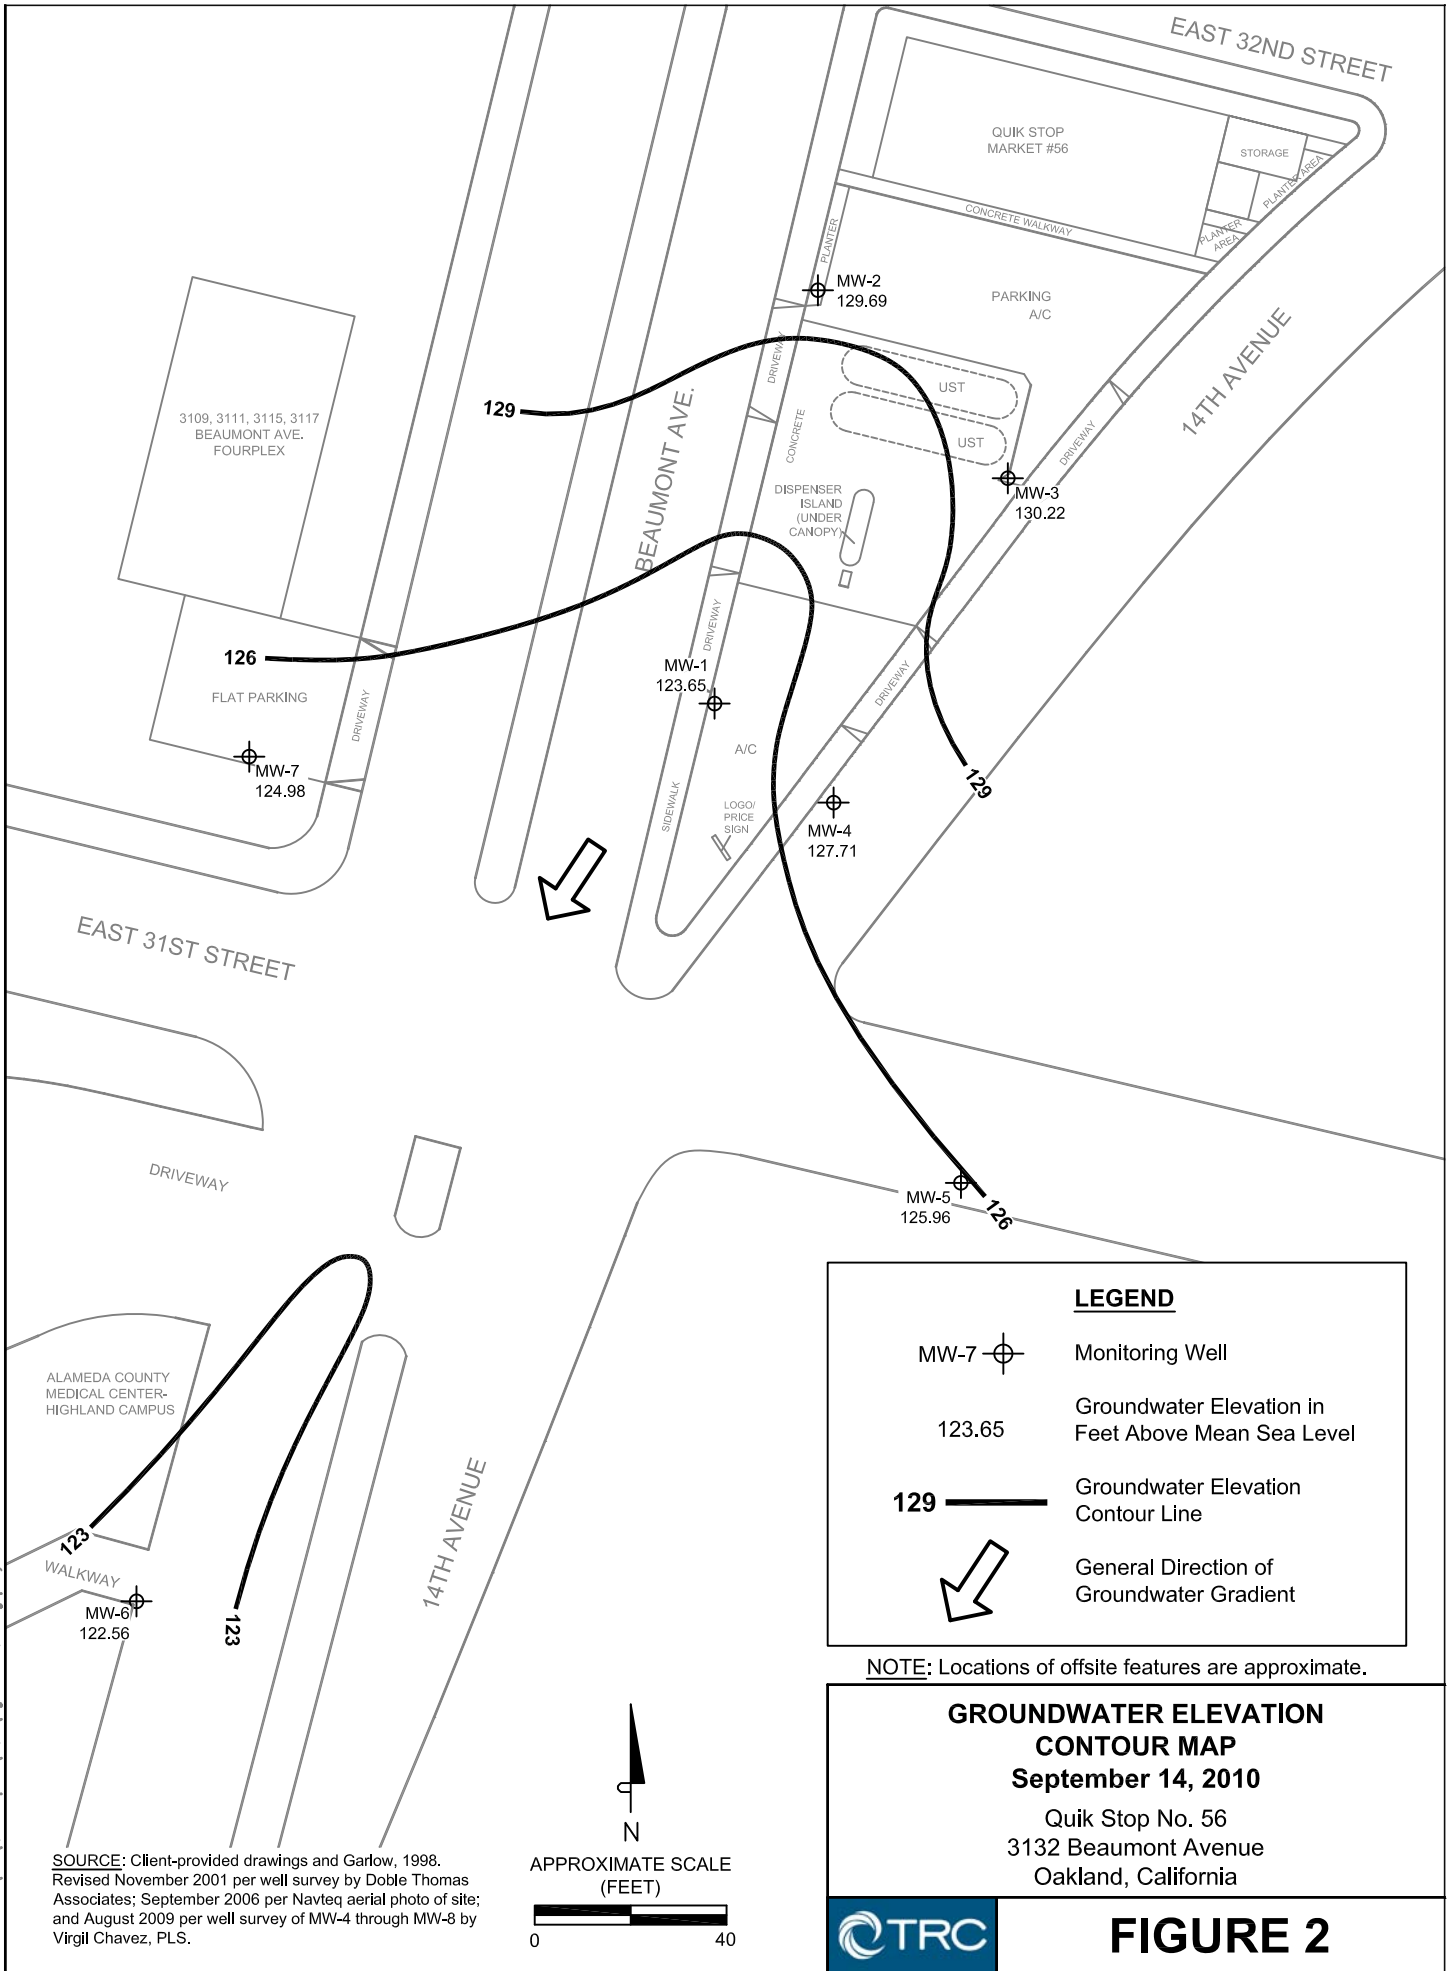 EAST 32ND STREET
QUIK STOP
MARKET #56
STORAGE
PLANTER AREA
PLANTER
AREA
CONCRETE WALKWAY
PLANTER
MW-2
129.69
PARKING
A/C
14TH AVENUE
DRIVEWAY
UST
UST
129
3109, 3111, 3115, 3117
BEAUMONT AVE.
FOURPLEX
BEAUMONT AVE.
CONCRETE
DRIVEWAY
DISPENSER
ISLAND
(UNDER
CANOPY)
MW-3
130.22
126
FLAT PARKING
DRIVEWAY
MW-1
123.65
DRIVEWAY
DRIVEWAY
A/C
MW-7
124.98
SIDEWALK
LOGO/
PRICE
SIGN
MW-4
127.71
129
EAST 31ST STREET
DRIVEWAY
MW-5
125.96
126
ALAMEDA COUNTY
MEDICAL CENTER-
HIGHLAND CAMPUS
123
WALKWAY
MW-6
122.56
123
14TH AVENUE
LEGEND
MW-7
Monitoring Well
123.65
Groundwater Elevation in
Feet Above Mean Sea Level
129
Groundwater Elevation
Contour Line
General Direction of
Groundwater Gradient
NOTE: Locations of offsite features are approximate.
GROUNDWATER ELEVATION
CONTOUR MAP
September 14, 2010
Quik Stop No. 56
3132 Beaumont Avenue
Oakland, California
TRC
FIGURE 2
N
APPROXIMATE SCALE
(FEET)
0
40
SOURCE: Client-provided drawings and Garlow, 1998.
Revised November 2001 per well survey by Doble Thomas
Associates; September 2006 per Navteq aerial photo of site;
and August 2009 per well survey of MW-4 through MW-8 by
Virgil Chavez, PLS.